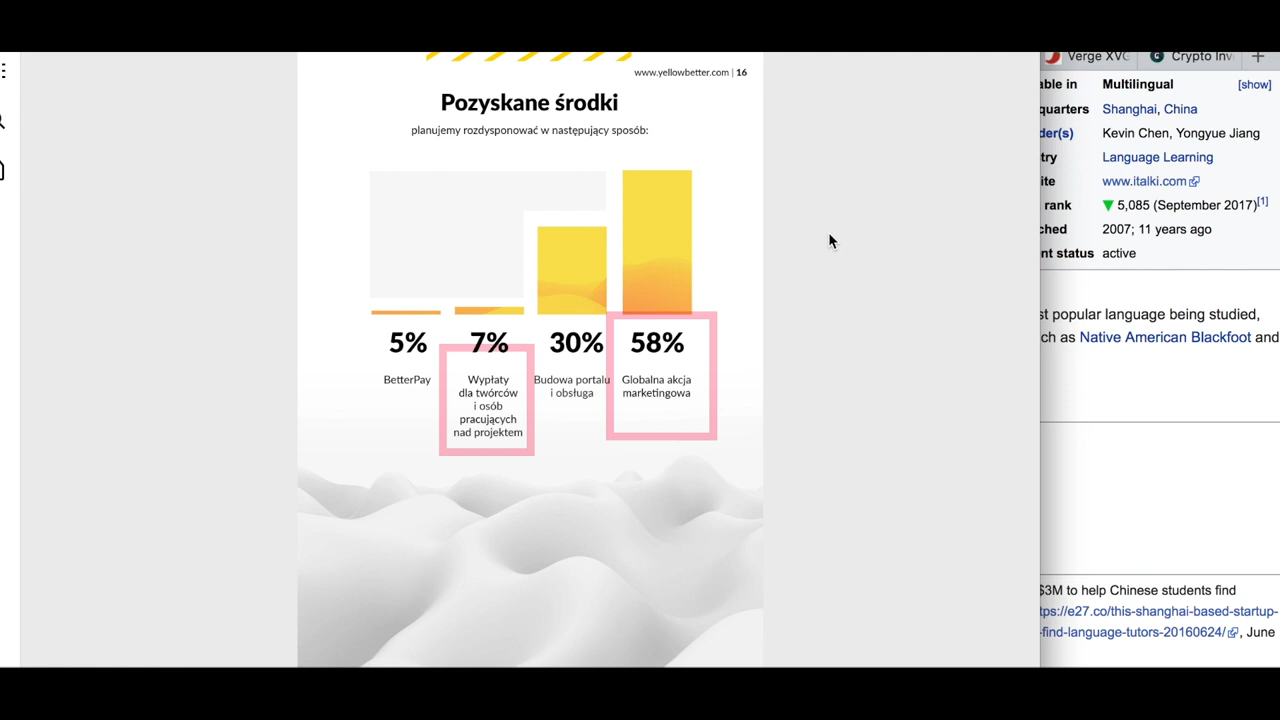 www.yellowbetter.com | 16
Pozyskane środki
planujemy rozdysponować w następujący sposób:
5%
BetterPay
7%
Wypłaty
dla twórców
i osób
pracujących
nad projektem
30%
Budowa portalu
i obsługa
58%
Globalna akcja
marketingowa
Verge XVG
Crypto Inv
able in Multilingual [show]
quarters Shanghai, China
der(s) Kevin Chen, Yongyue Jiang
try Language Learning
ite www.italki.com
rank 5,085 (September 2017)[1]
ched 2007; 11 years ago
nt status active
st popular language being studied,
ch as Native American Blackfoot and
$3M to help Chinese students find
tps://e27.co/this-shanghai-based-startup-
-find-language-tutors-20160624/, June